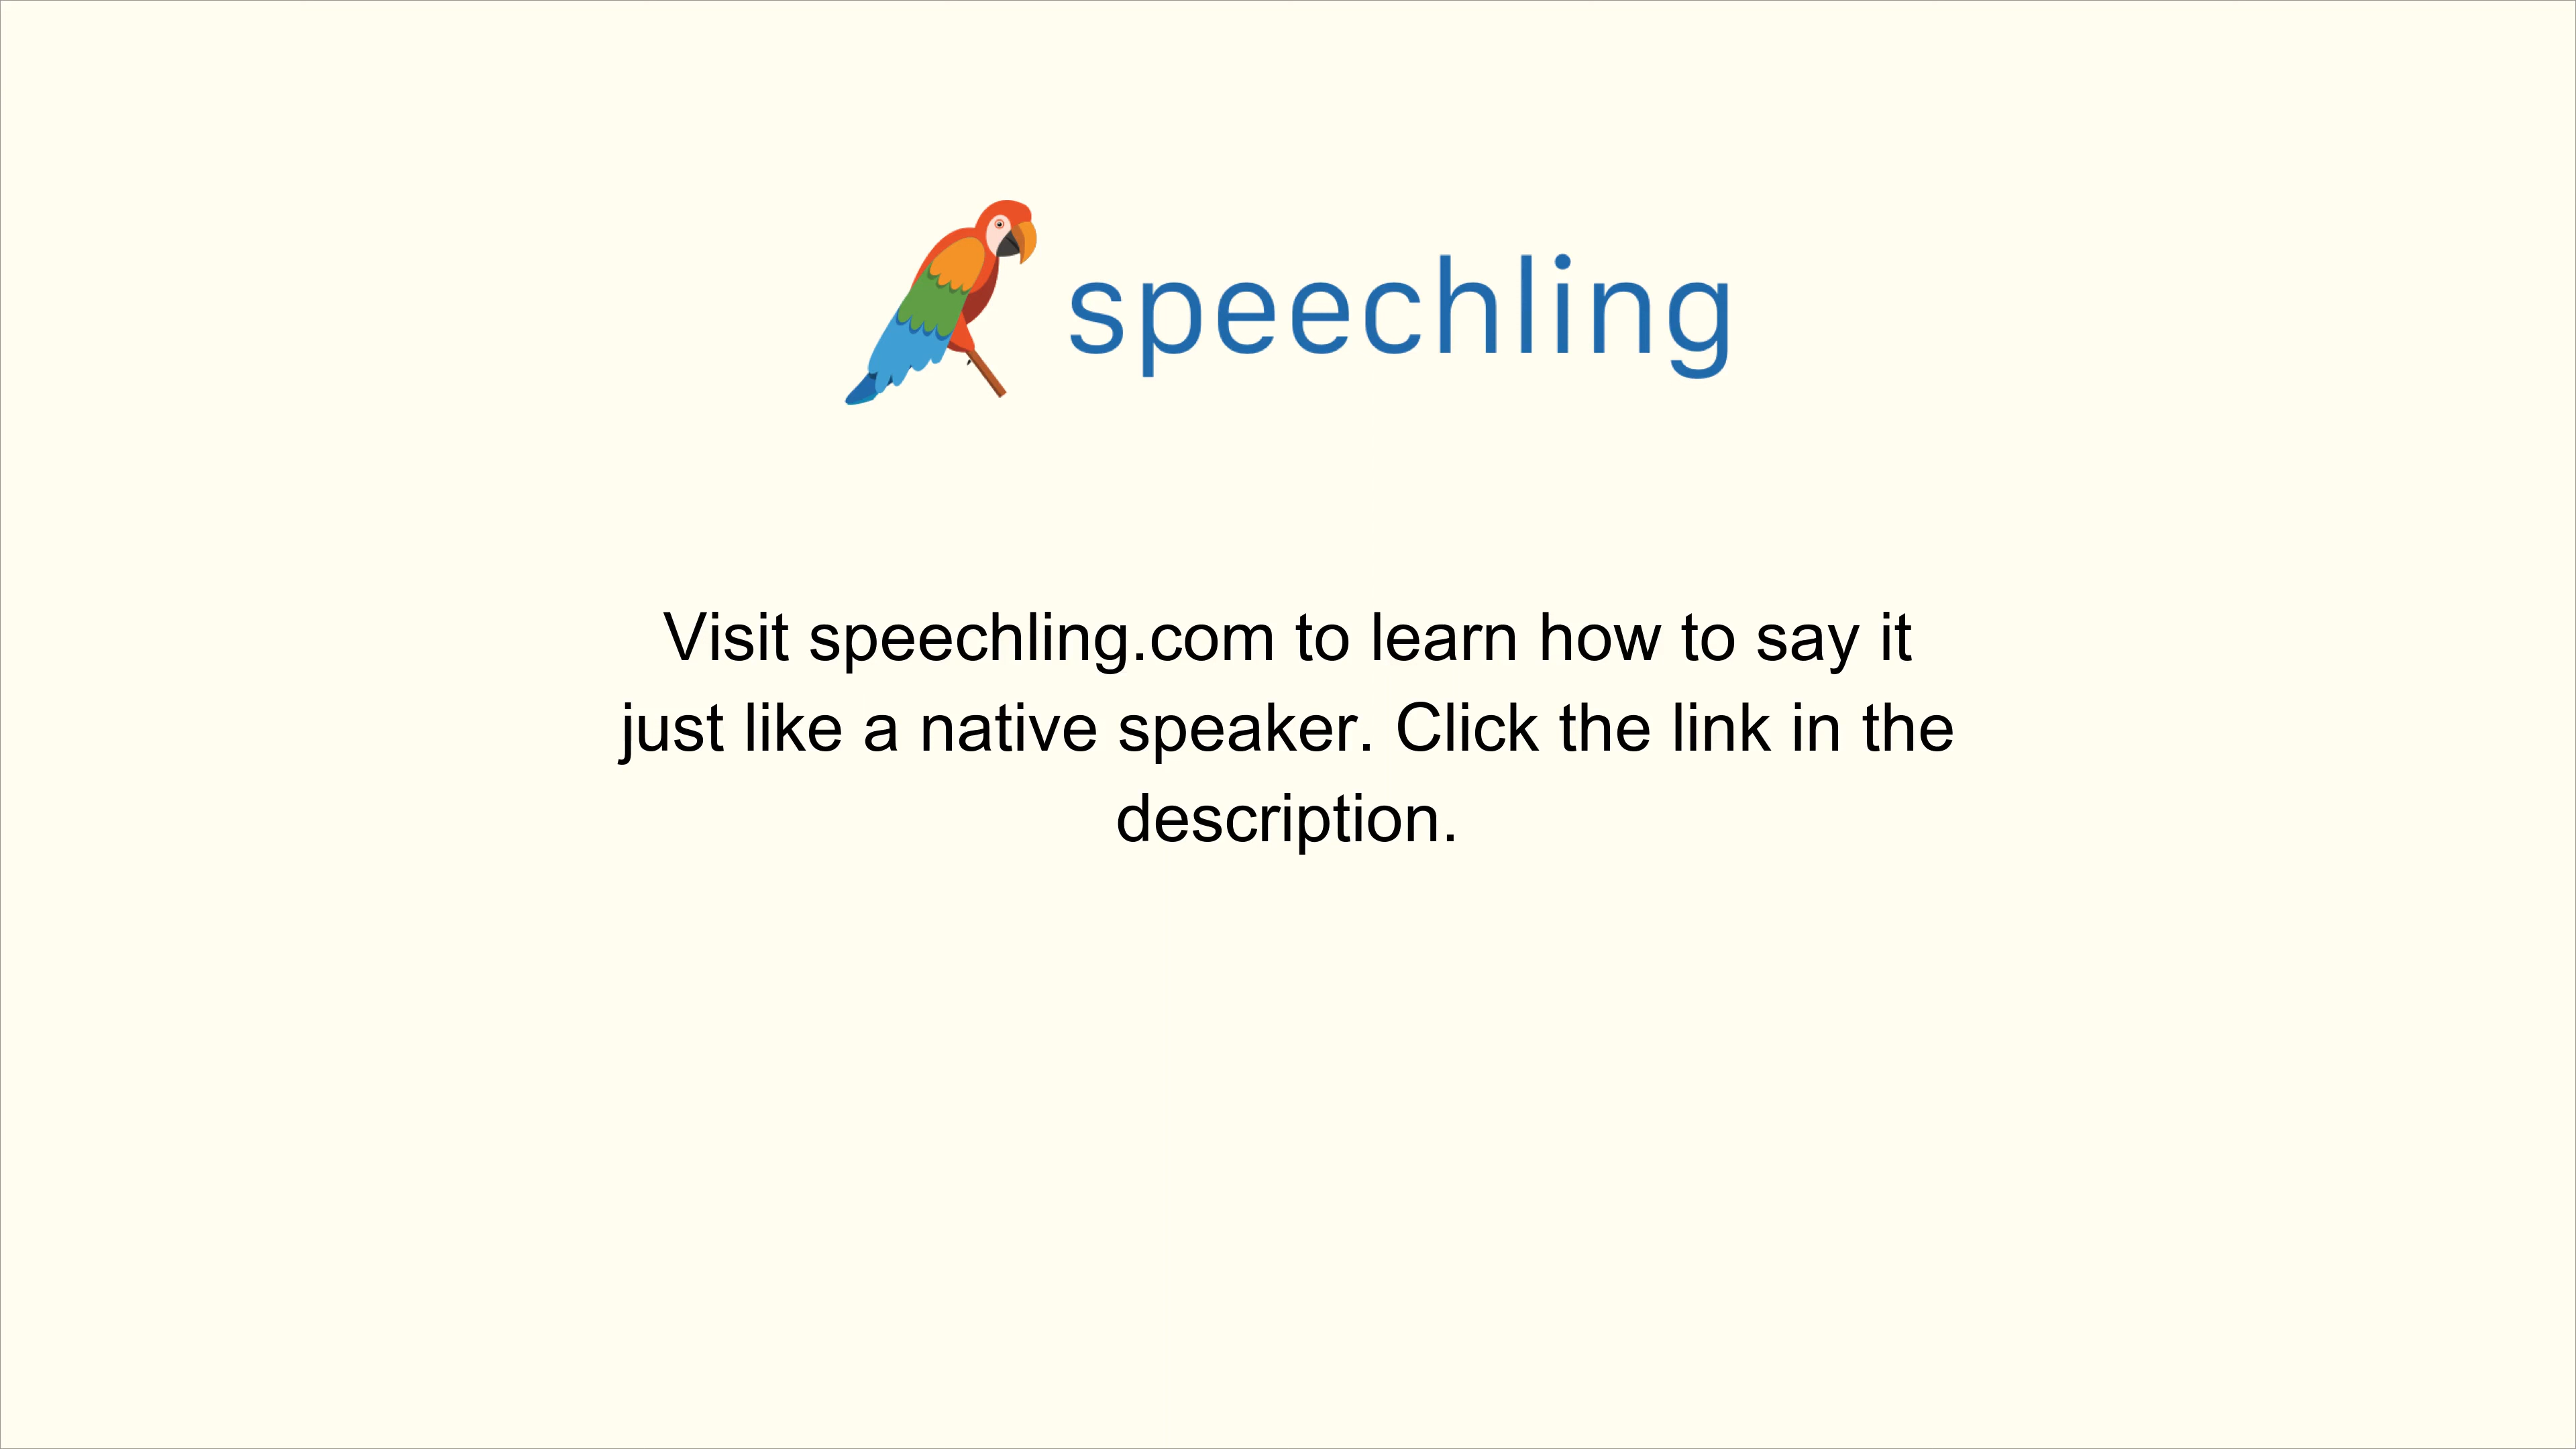 speechling
Visit speechling.com to learn how to say it
just like a native speaker. Click the link in the
description.